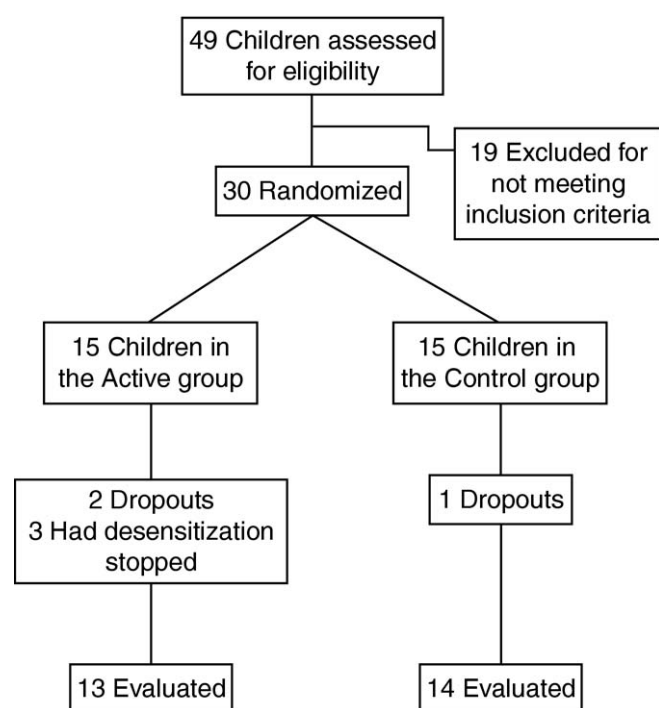 49 Children assessed
for eligibility
19 Excluded for
not meeting
inclusion criteria
30 Randomized
15 Children in
the Active group
15 Children in
the Control group
2 Dropouts
3 Had desensitization
stopped
1 Dropouts
13 Evaluated
14 Evaluated